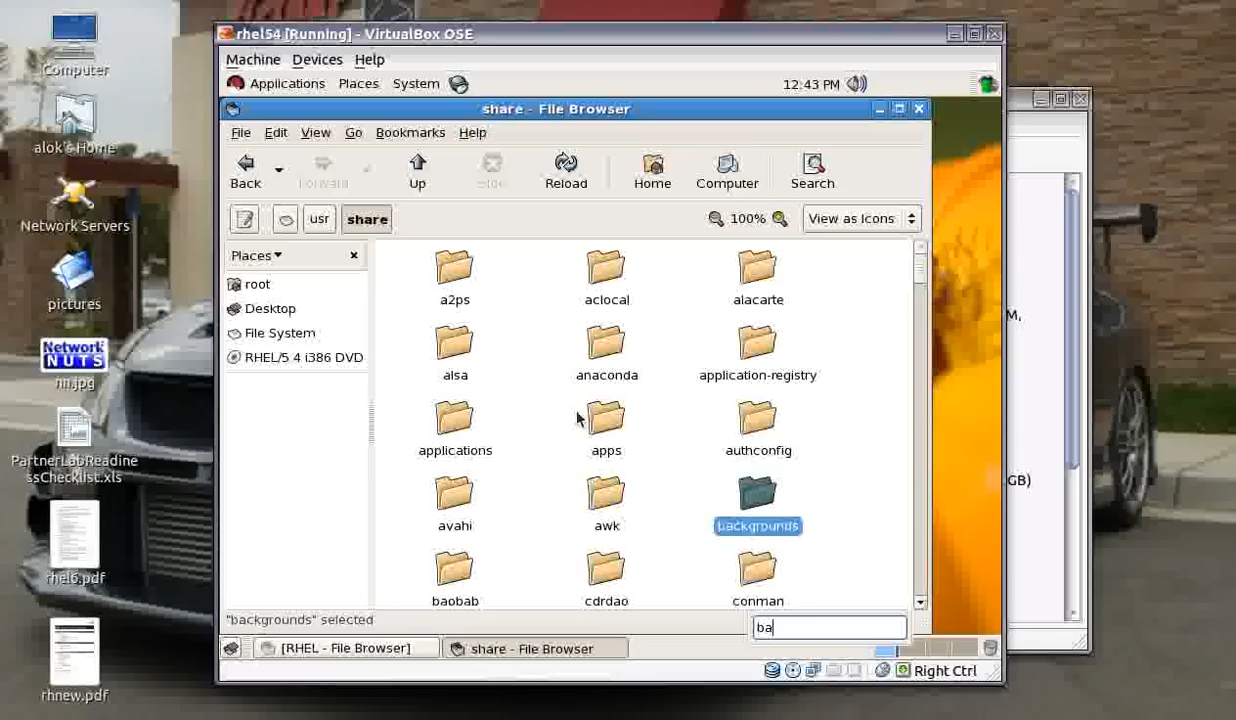 rhel54 [Running] - VirtualBox OSE
Machine Devices Help
Applications Places System
12:43 PM
share - File Browser
File Edit View Go Bookmarks Help
Back
Forward
Up
Reload
Home
Computer
Search
usr
share
100%
View as Icons
Places
root
Desktop
File System
RHEL/5 4 i386 DVD
a2ps
aclocal
alacarte
alsa
anaconda
application-registry
applications
apps
authconfig
avahi
awk
backgrounds
baobab
cdrdao
conman
"backgrounds" selected
ba
[RHEL - File Browser]
share - File Browser
Right Ctrl
Computer
alok's Home
Network Servers
pictures
Network
NUTS
nn.jpg
PartnerLabReadine
ssChecklist.xls
rhel6.pdf
rhnew.pdf
M,
GB)